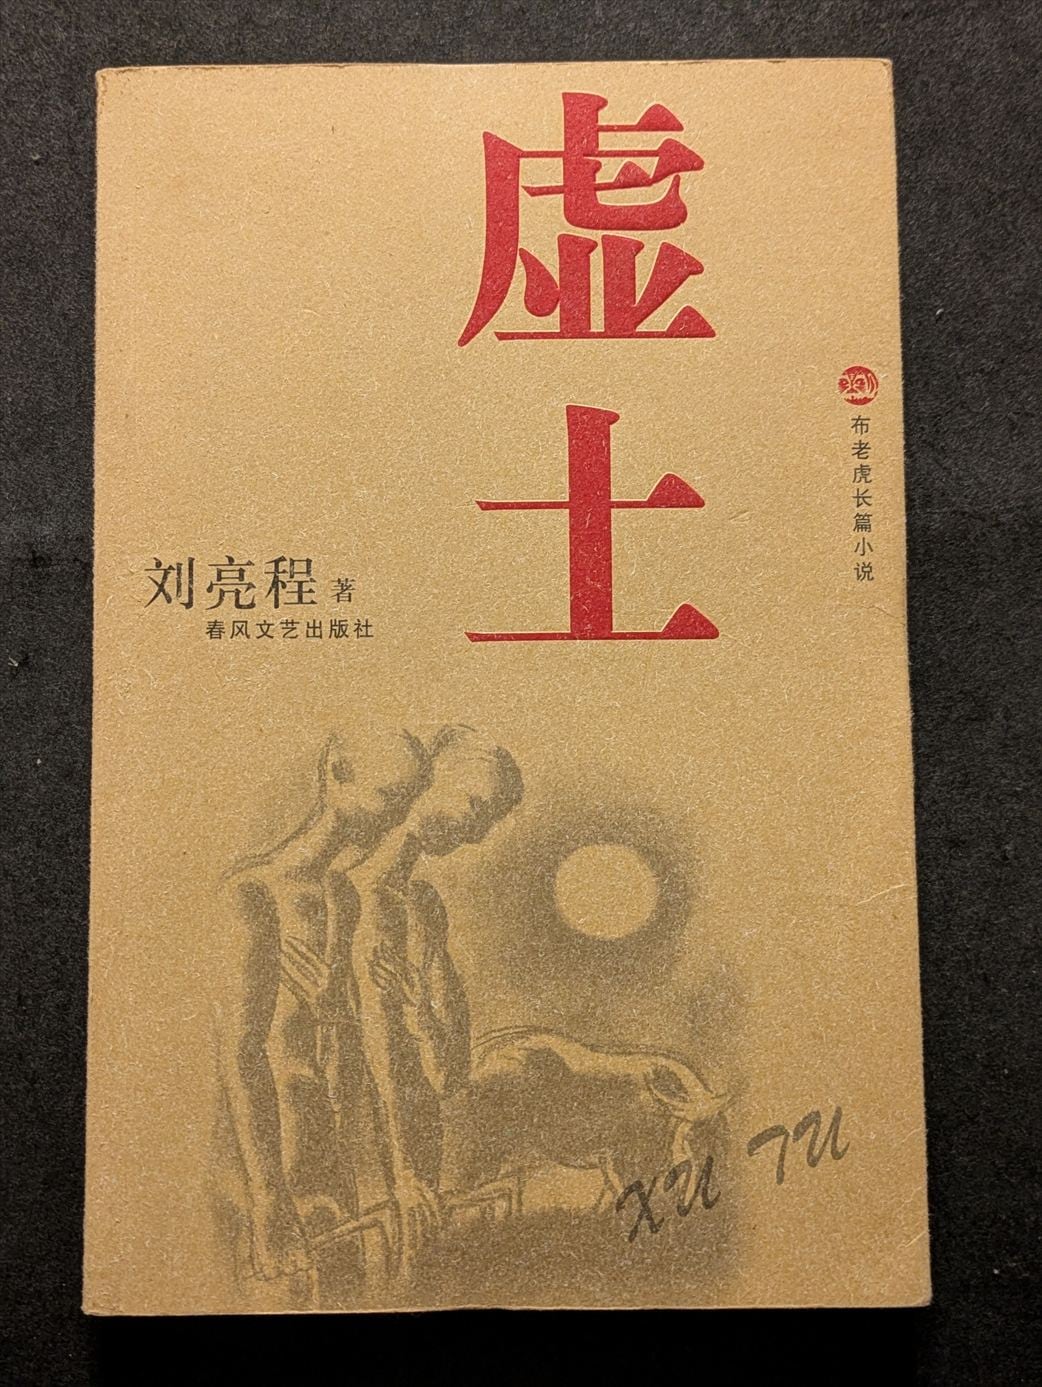 虚土
布老虎长篇小说
刘亮程 著
春风文艺出版社
XU TU